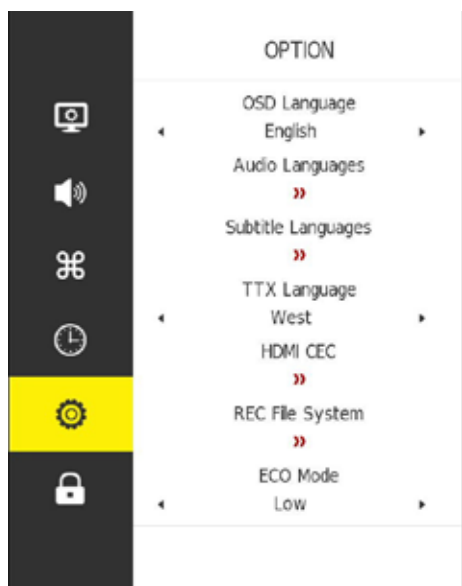 OPTION
OSD Language
English
Audio Languages
»
Subtitle Languages
»
TTX Language
West
HDMI CEC
»
REC File System
»
ECO Mode
Low